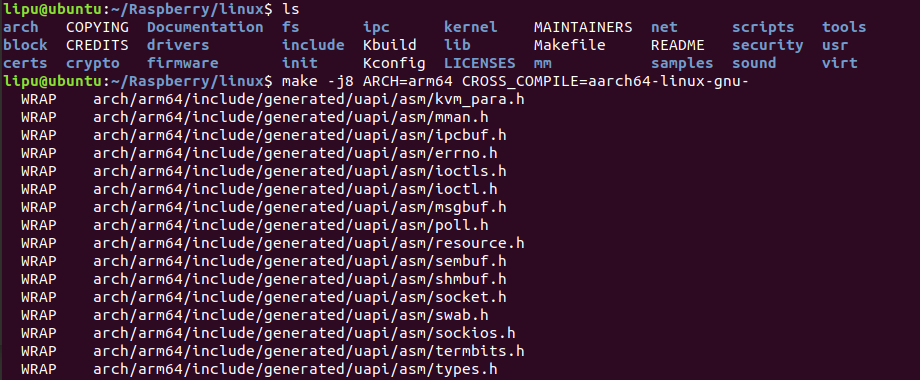 lipu@ubuntu:~/Raspberry/linux$ ls
arch COPYING Documentation fs ipc kernel MAINTAINERS net scripts tools
block CREDITS drivers include Kbuild lib Makefile README security usr
certs crypto firmware init Kconfig LICENSES mm samples sound virt
lipu@ubuntu:~/Raspberry/linux$ make -j8 ARCH=arm64 CROSS_COMPILE=aarch64-linux-gnu-
WRAP arch/arm64/include/generated/uapi/asm/kvm_para.h
WRAP arch/arm64/include/generated/uapi/asm/mman.h
WRAP arch/arm64/include/generated/uapi/asm/ipcbuf.h
WRAP arch/arm64/include/generated/uapi/asm/errno.h
WRAP arch/arm64/include/generated/uapi/asm/ioctls.h
WRAP arch/arm64/include/generated/uapi/asm/ioctl.h
WRAP arch/arm64/include/generated/uapi/asm/msgbuf.h
WRAP arch/arm64/include/generated/uapi/asm/poll.h
WRAP arch/arm64/include/generated/uapi/asm/resource.h
WRAP arch/arm64/include/generated/uapi/asm/sembuf.h
WRAP arch/arm64/include/generated/uapi/asm/shmbuf.h
WRAP arch/arm64/include/generated/uapi/asm/socket.h
WRAP arch/arm64/include/generated/uapi/asm/swab.h
WRAP arch/arm64/include/generated/uapi/asm/sockios.h
WRAP arch/arm64/include/generated/uapi/asm/termbits.h
WRAP arch/arm64/include/generated/uapi/asm/types.h